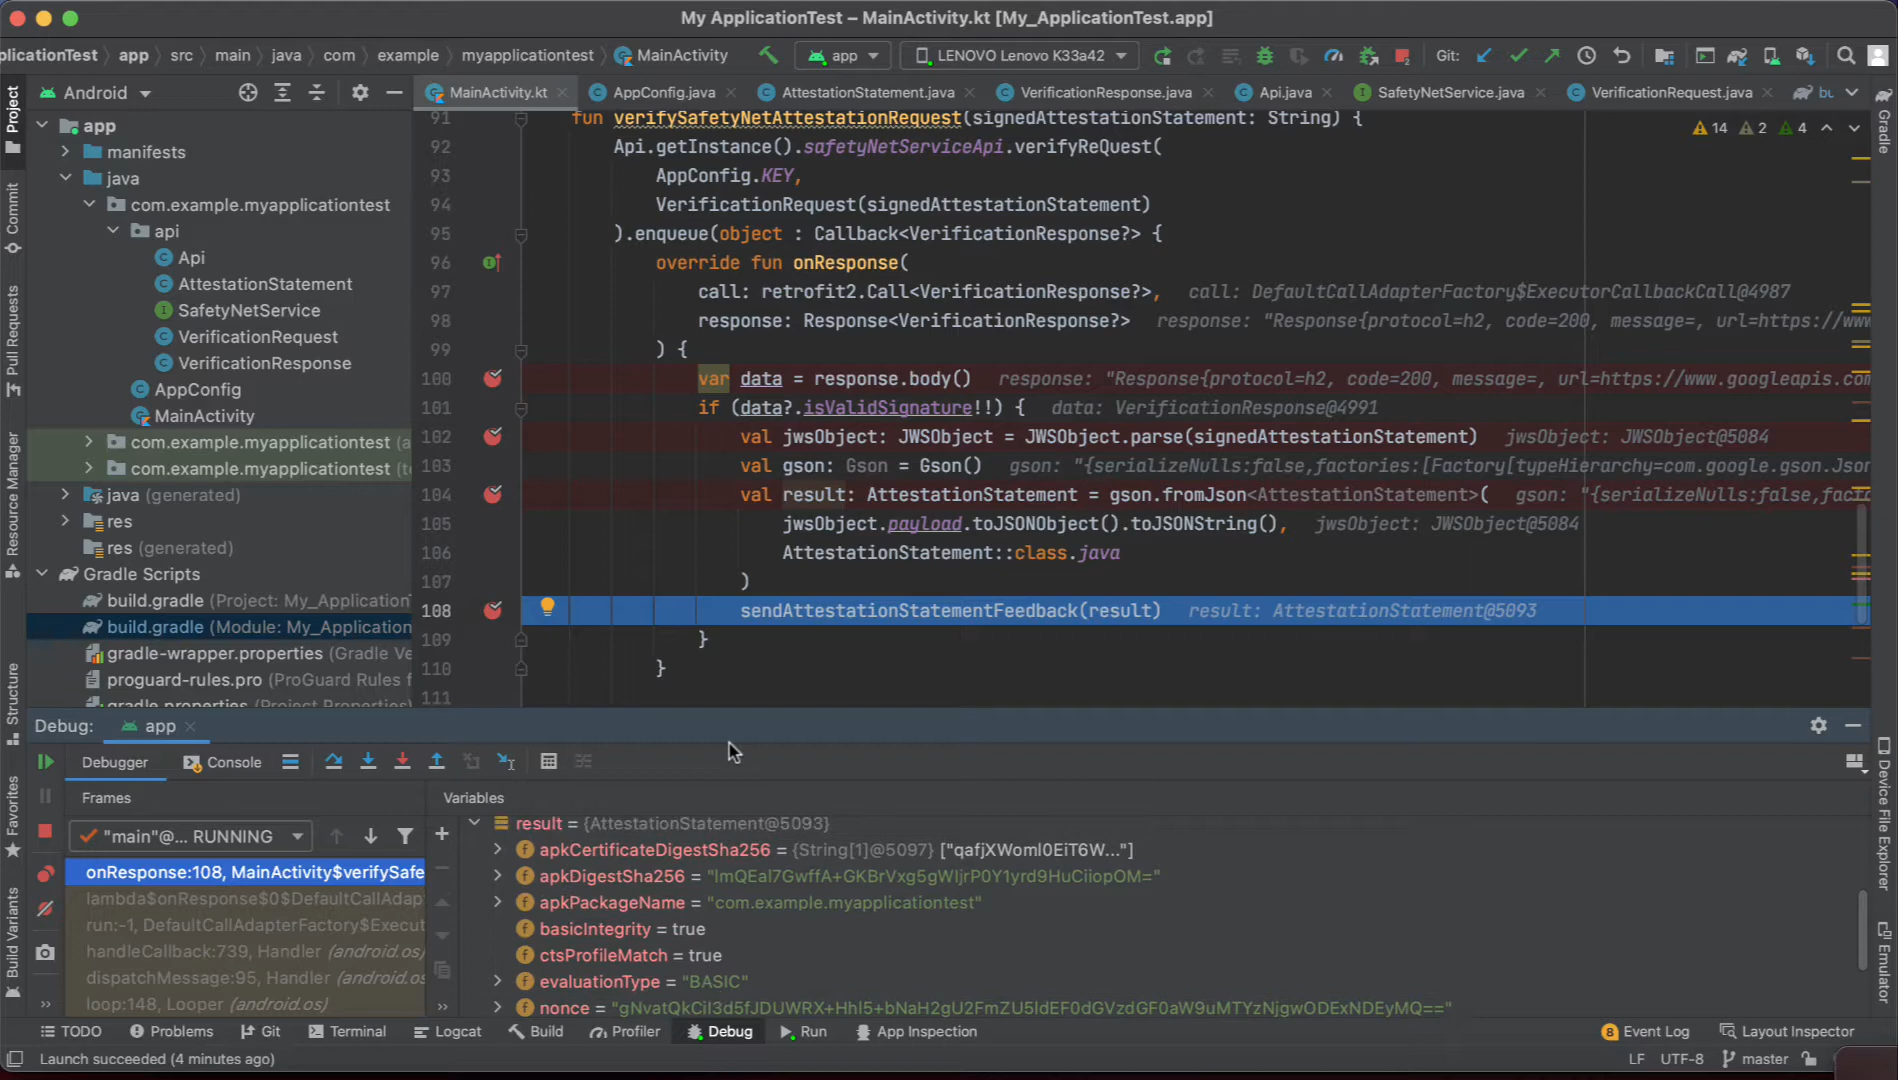 My ApplicationTest – MainActivity.kt [My_ApplicationTest.app]
plicationTest app src main java com example myapplicationtest MainActivity app LENOVO Lenovo K33a42 Git:
Android MainActivity.kt AppConfig.java AttestationStatement.java VerificationResponse.java Api.java SafetyNetService.java VerificationRequest.java bu
Project
Commit
Pull Requests
Resource Manager
Structure
Favorites
Build Variants
app
manifests
java
com.example.myapplicationtest
api
Api
AttestationStatement
SafetyNetService
VerificationRequest
VerificationResponse
AppConfig
MainActivity
com.example.myapplicationtest (a
com.example.myapplicationtest (te
java (generated)
res
res (generated)
Gradle Scripts
build.gradle (Project: My_Application
build.gradle (Module: My_Application
gradle-wrapper.properties (Gradle Ve
proguard-rules.pro (ProGuard Rules f
gradle.properties (Project Properties)
14 2 4
91 fun verifySafetyNetAttestationRequest(signedAttestationStatement: String) {
92 Api.getInstance().safetyNetServiceApi.verifyReQuest(
93 AppConfig.KEY,
94 VerificationRequest(signedAttestationStatement)
95 ).enqueue(object : Callback<VerificationResponse?> {
96 override fun onResponse(
97 call: retrofit2.Call<VerificationResponse?>, call: DefaultCallAdapterFactory$ExecutorCallbackCall@4987
98 response: Response<VerificationResponse?> response: "Response{protocol=h2, code=200, message=, url=https://www
99 ) {
100 var data = response.body() response: "Response{protocol=h2, code=200, message=, url=https://www.googleapis.com
101 if (data?.isValidSignature!!) { data: VerificationResponse@4991
102 val jwsObject: JWSObject = JWSObject.parse(signedAttestationStatement) jwsObject: JWSObject@5084
103 val gson: Gson = Gson() gson: "{serializeNulls:false,factories:[Factory[typeHierarchy=com.google.gson.Json
104 val result: AttestationStatement = gson.fromJson<AttestationStatement>( gson: "{serializeNulls:false,facto
105 jwsObject.payload.toJSONObject().toJSONString(), jwsObject: JWSObject@5084
106 AttestationStatement::class.java
107 )
108 sendAttestationStatementFeedback(result) result: AttestationStatement@5093
109 }
110 }
111
Gradle
Device File Explorer
Emulator
Debug: app
Debugger Console
Frames
"main"@... RUNNING
onResponse:108, MainActivity$verifySafe
lambda$onResponse$0$DefaultCallAdap
run:-1, DefaultCallAdapterFactory$Execut
handleCallback:739, Handler (android.os)
dispatchMessage:95, Handler (android.os)
loop:148, Looper (android.os)
Variables
result = {AttestationStatement@5093}
apkCertificateDigestSha256 = {String[1]@5097} ["qafjXWoml0EiT6W..."]
apkDigestSha256 = "ImQEal7GwffA+GKBrVxg5gWIjrP0Y1yrd9HuCiiopOM="
apkPackageName = "com.example.myapplicationtest"
basicIntegrity = true
ctsProfileMatch = true
evaluationType = "BASIC"
nonce = "gNvatQkCiI3d5fJDUWRX+HhI5+bNaH2gU2FmZU5ldEF0dGVzdGF0aW9uMTYzNjgwODExNDEyMQ=="
TODO Problems Git Terminal Logcat Build Profiler Debug Run App Inspection 8 Event Log Layout Inspector
Launch succeeded (4 minutes ago) LF UTF-8 master